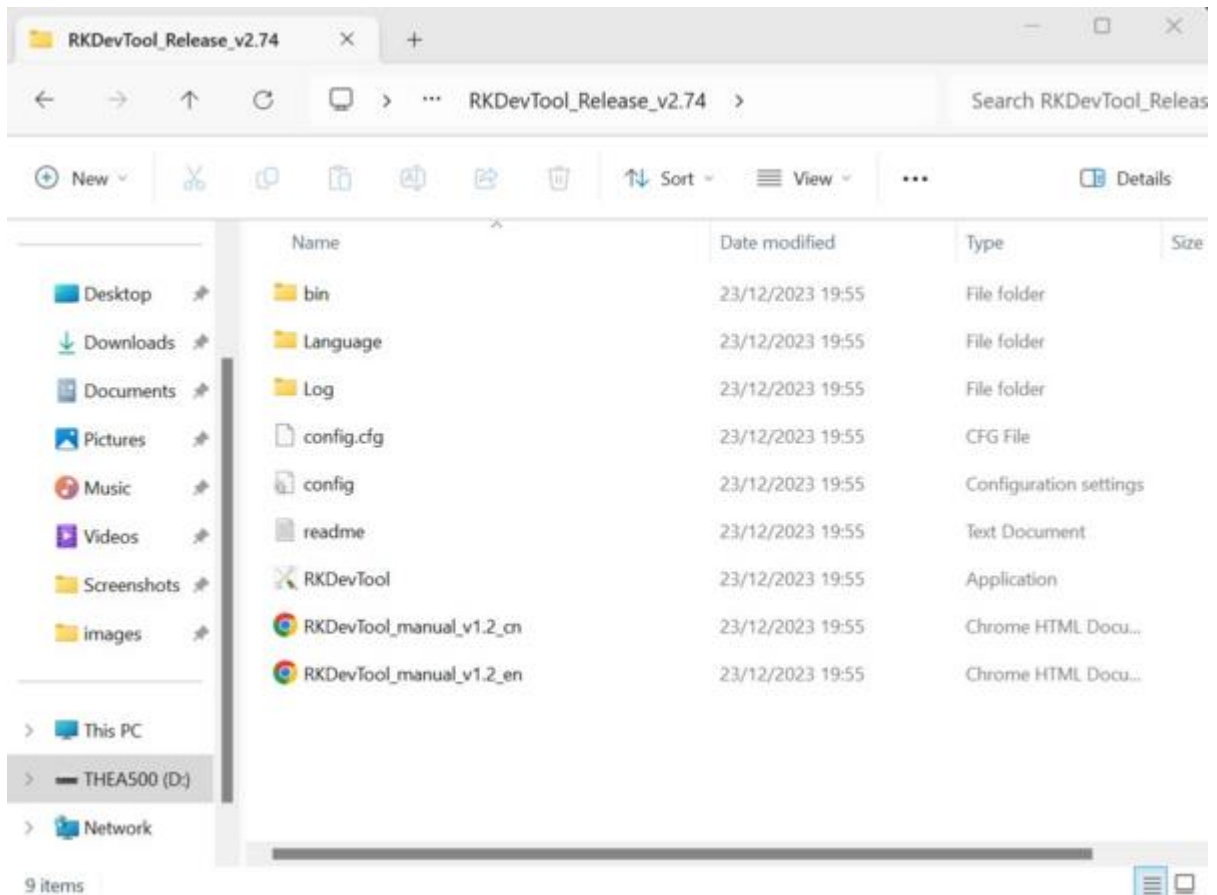 RKDevTool_Release_v2.74
RKDevTool_Release_v2.74
Search RKDevTool_Releas
New
Sort
View
Details
Name Date modified Type Size
Desktop
Downloads
Documents
Pictures
Music
Videos
Screenshots
images
This PC
THEA500 (D:)
Network
bin 23/12/2023 19:55 File folder
Language 23/12/2023 19:55 File folder
Log 23/12/2023 19:55 File folder
config.cfg 23/12/2023 19:55 CFG File
config 23/12/2023 19:55 Configuration settings
readme 23/12/2023 19:55 Text Document
RKDevTool 23/12/2023 19:55 Application
RKDevTool_manual_v1.2_cn 23/12/2023 19:55 Chrome HTML Docu...
RKDevTool_manual_v1.2_en 23/12/2023 19:55 Chrome HTML Docu...
9 items